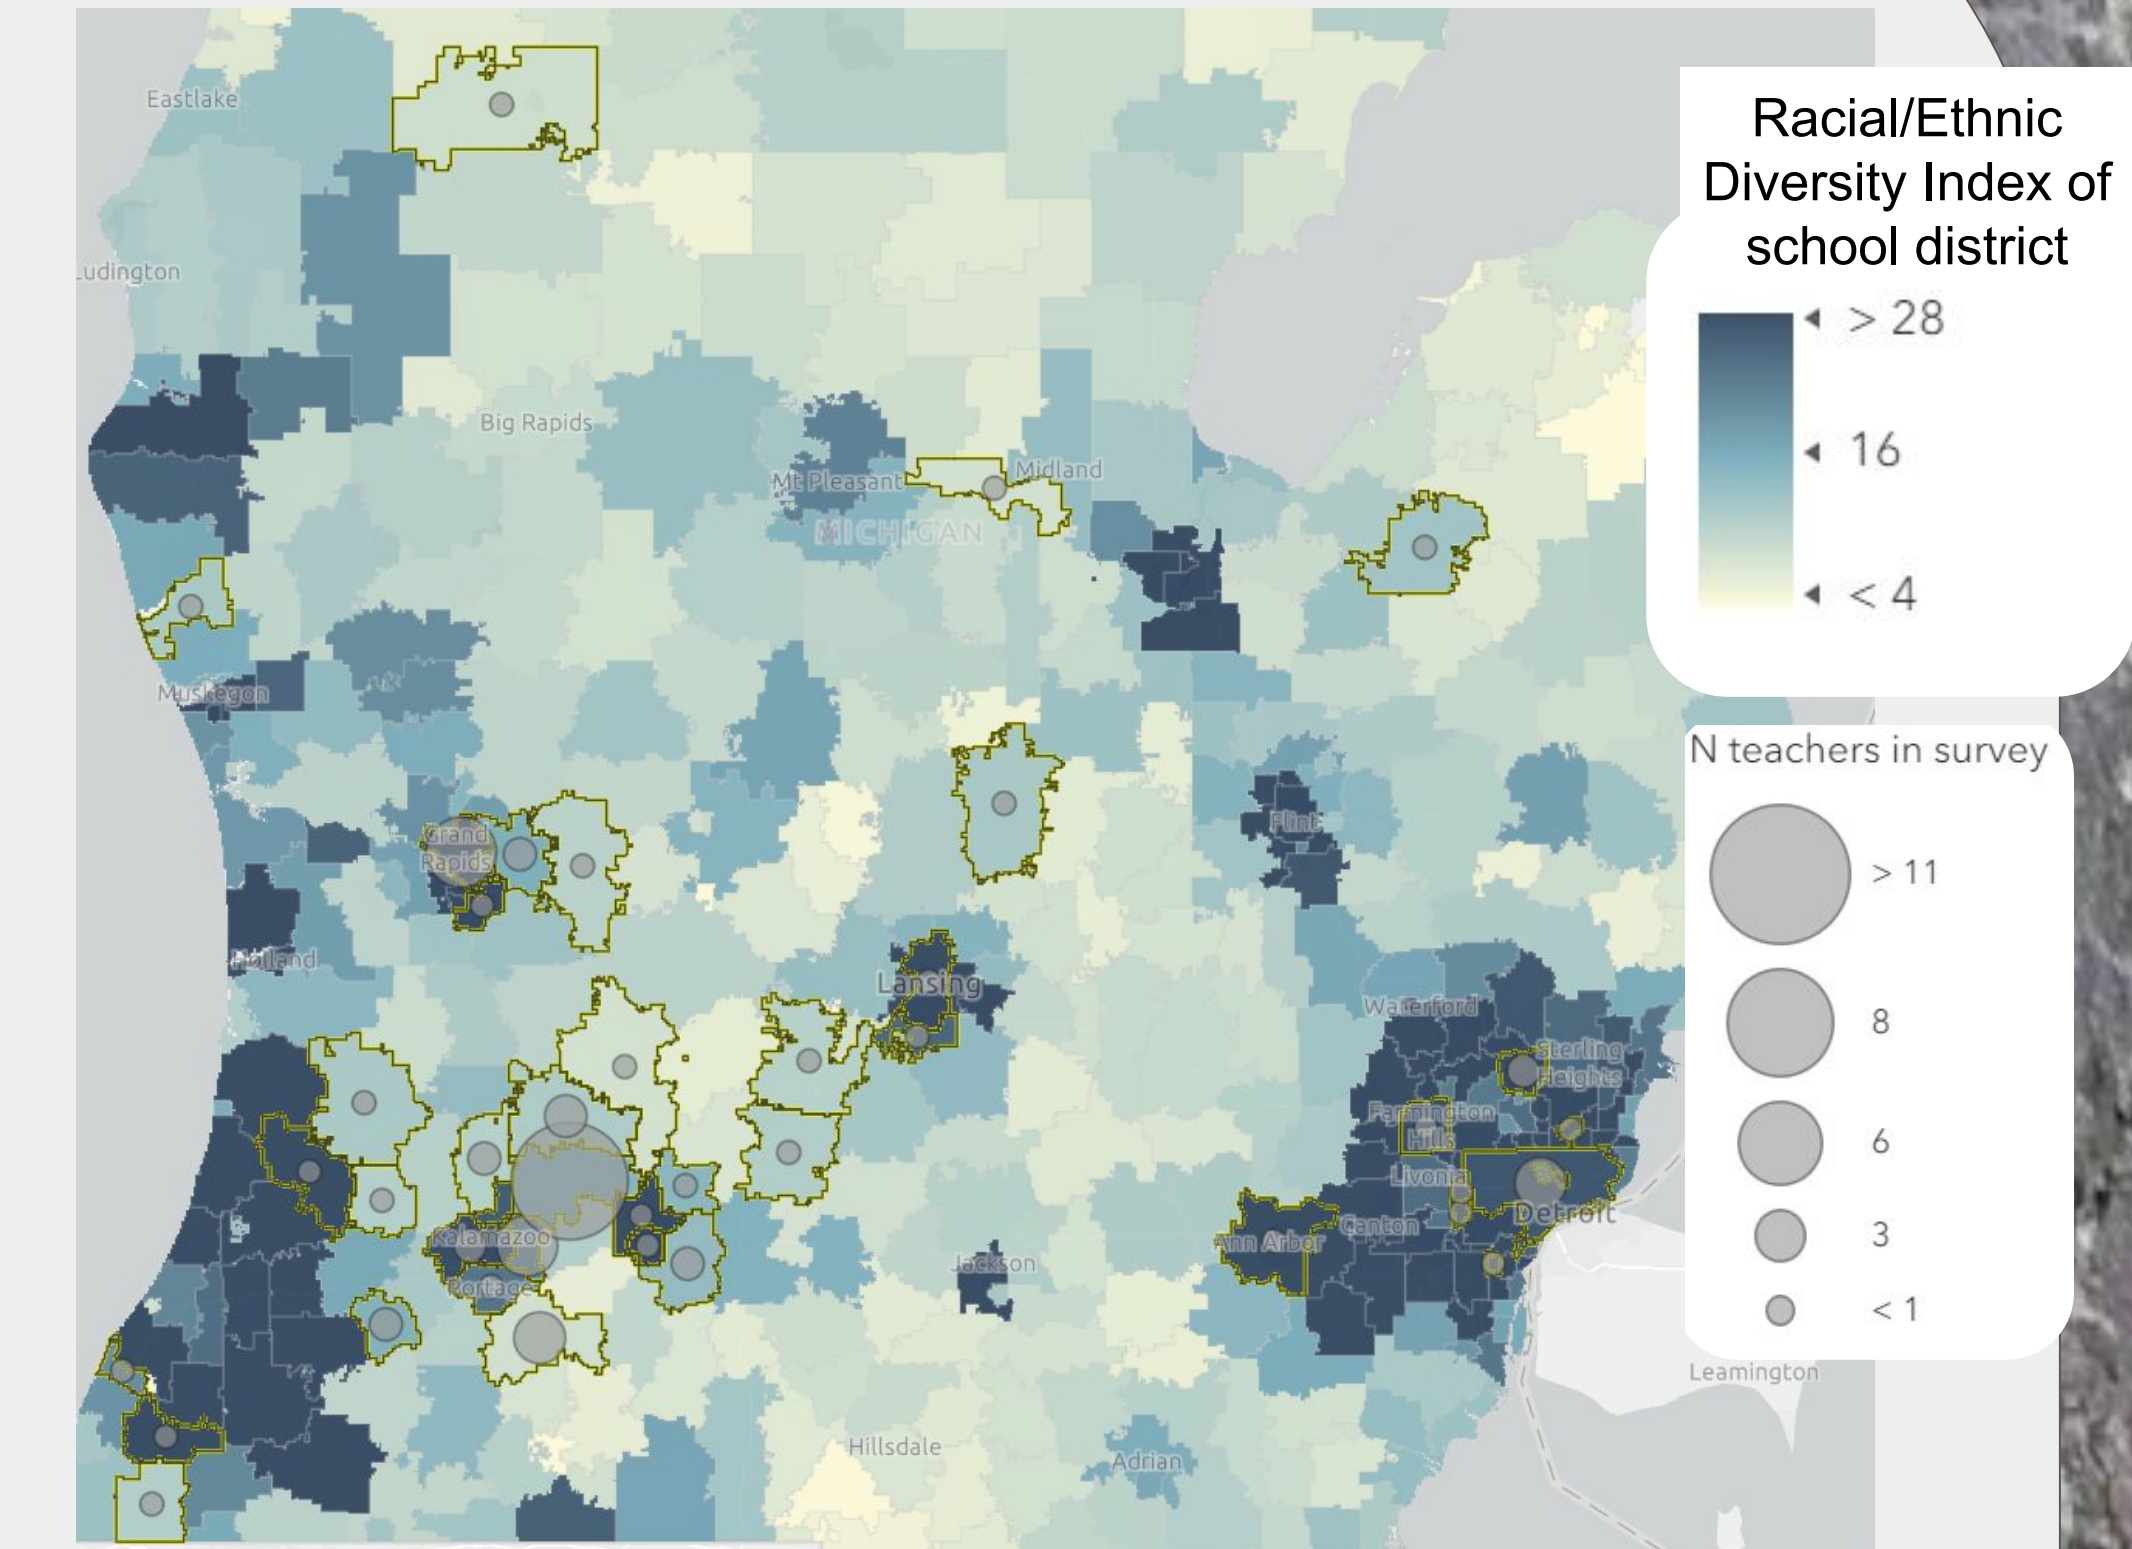 Racial/Ethnic
Diversity Index of
school district
> 28
16
< 4
N teachers in survey
> 11
8
6
3
< 1
Eastlake
Ludington
Big Rapids
Mt Pleasant
Midland
MICHIGAN
Muskegon
Grand
Rapids
Flint
Holland
Lansing
Waterford
Sterling
Heights
Farmington
Hills
Livonia
Detroit
Kalamazoo
Canton
Ann Arbor
Portage
Jackson
Leamington
Hillsdale
Adrian